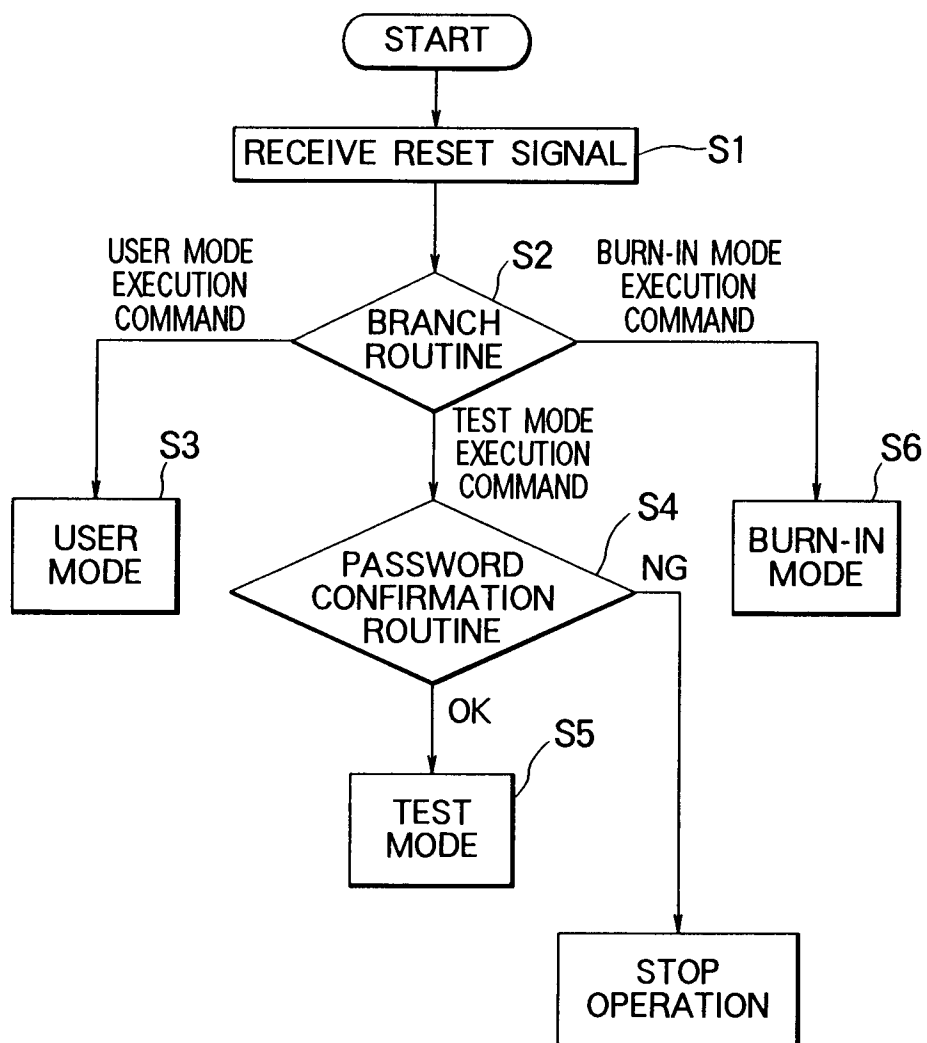 START
RECEIVE RESET SIGNAL
S1
USER MODE
EXECUTION
COMMAND
S2
BURN-IN MODE
EXECUTION
COMMAND
BRANCH
ROUTINE
TEST MODE
EXECUTION
COMMAND
S3
USER
MODE
S6
BURN-IN
MODE
S4
PASSWORD
CONFIRMATION
ROUTINE
NG
OK
S5
TEST
MODE
STOP
OPERATION